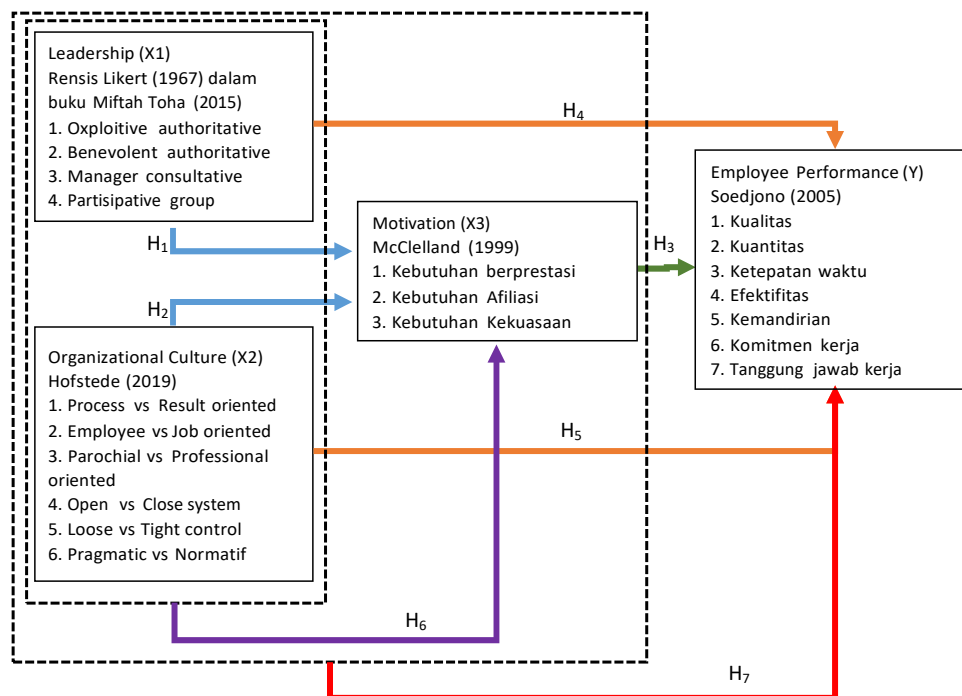 Leadership (X1)
Rensis Likert (1967) dalam
buku Miftah Toha (2015)
1. Oxploitive authoritative
2. Benevolent authoritative
3. Manager consultative
4. Partisipative group
H4
Employee Performance (Y)
Soedjono (2005)
1. Kualitas
2. Kuantitas
3. Ketepatan waktu
4. Efektifitas
5. Kemandirian
6. Komitmen kerja
7. Tanggung jawab kerja
H1
Motivation (X3)
McClelland (1999)
1. Kebutuhan berprestasi
2. Kebutuhan Afiliasi
3. Kebutuhan Kekuasaan
H3
H2
Organizational Culture (X2)
Hofstede (2019)
1. Process vs Result oriented
2. Employee vs Job oriented
3. Parochial vs Professional
oriented
4. Open vs Close system
5. Loose vs Tight control
6. Pragmatic vs Normatif
H5
H6
H7